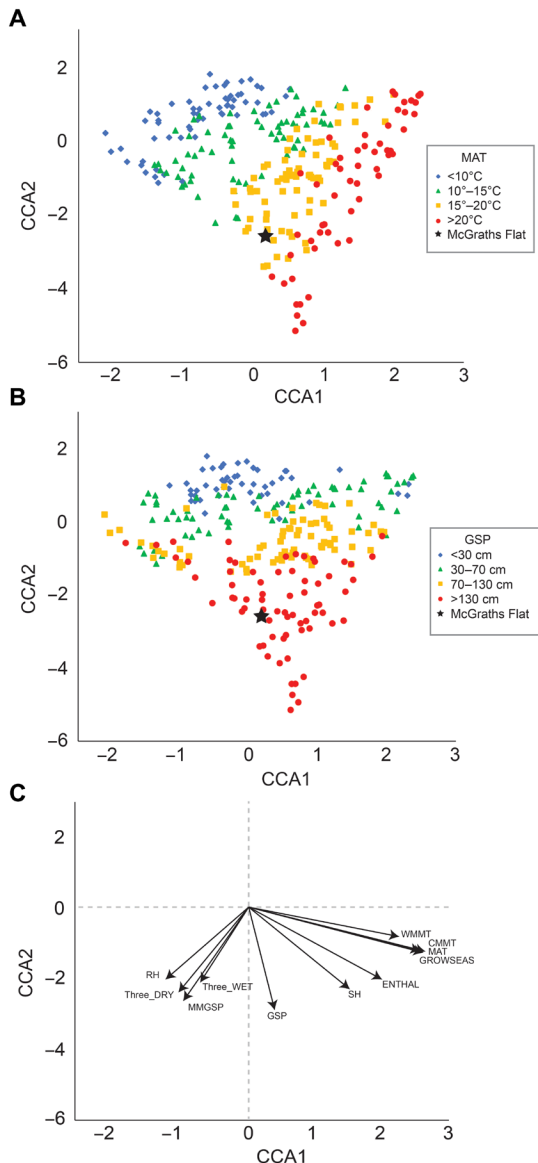 A
2
0
−2
−4
−6
CCA2
−2
−1
0
1
2
3
CCA1
MAT
<10°C
10°–15°C
15°–20°C
>20°C
McGraths Flat
B
2
0
−2
−4
−6
CCA2
−2
−1
0
1
2
3
CCA1
GSP
<30 cm
30–70 cm
70–130 cm
>130 cm
McGraths Flat
C
2
0
−2
−4
−6
CCA2
WMMT
CMMT
MAT
GROWSEAS
RH
Three_WET
ENTHAL
Three_DRY
SH
MMGSP
GSP
−2
−1
0
1
2
3
CCA1